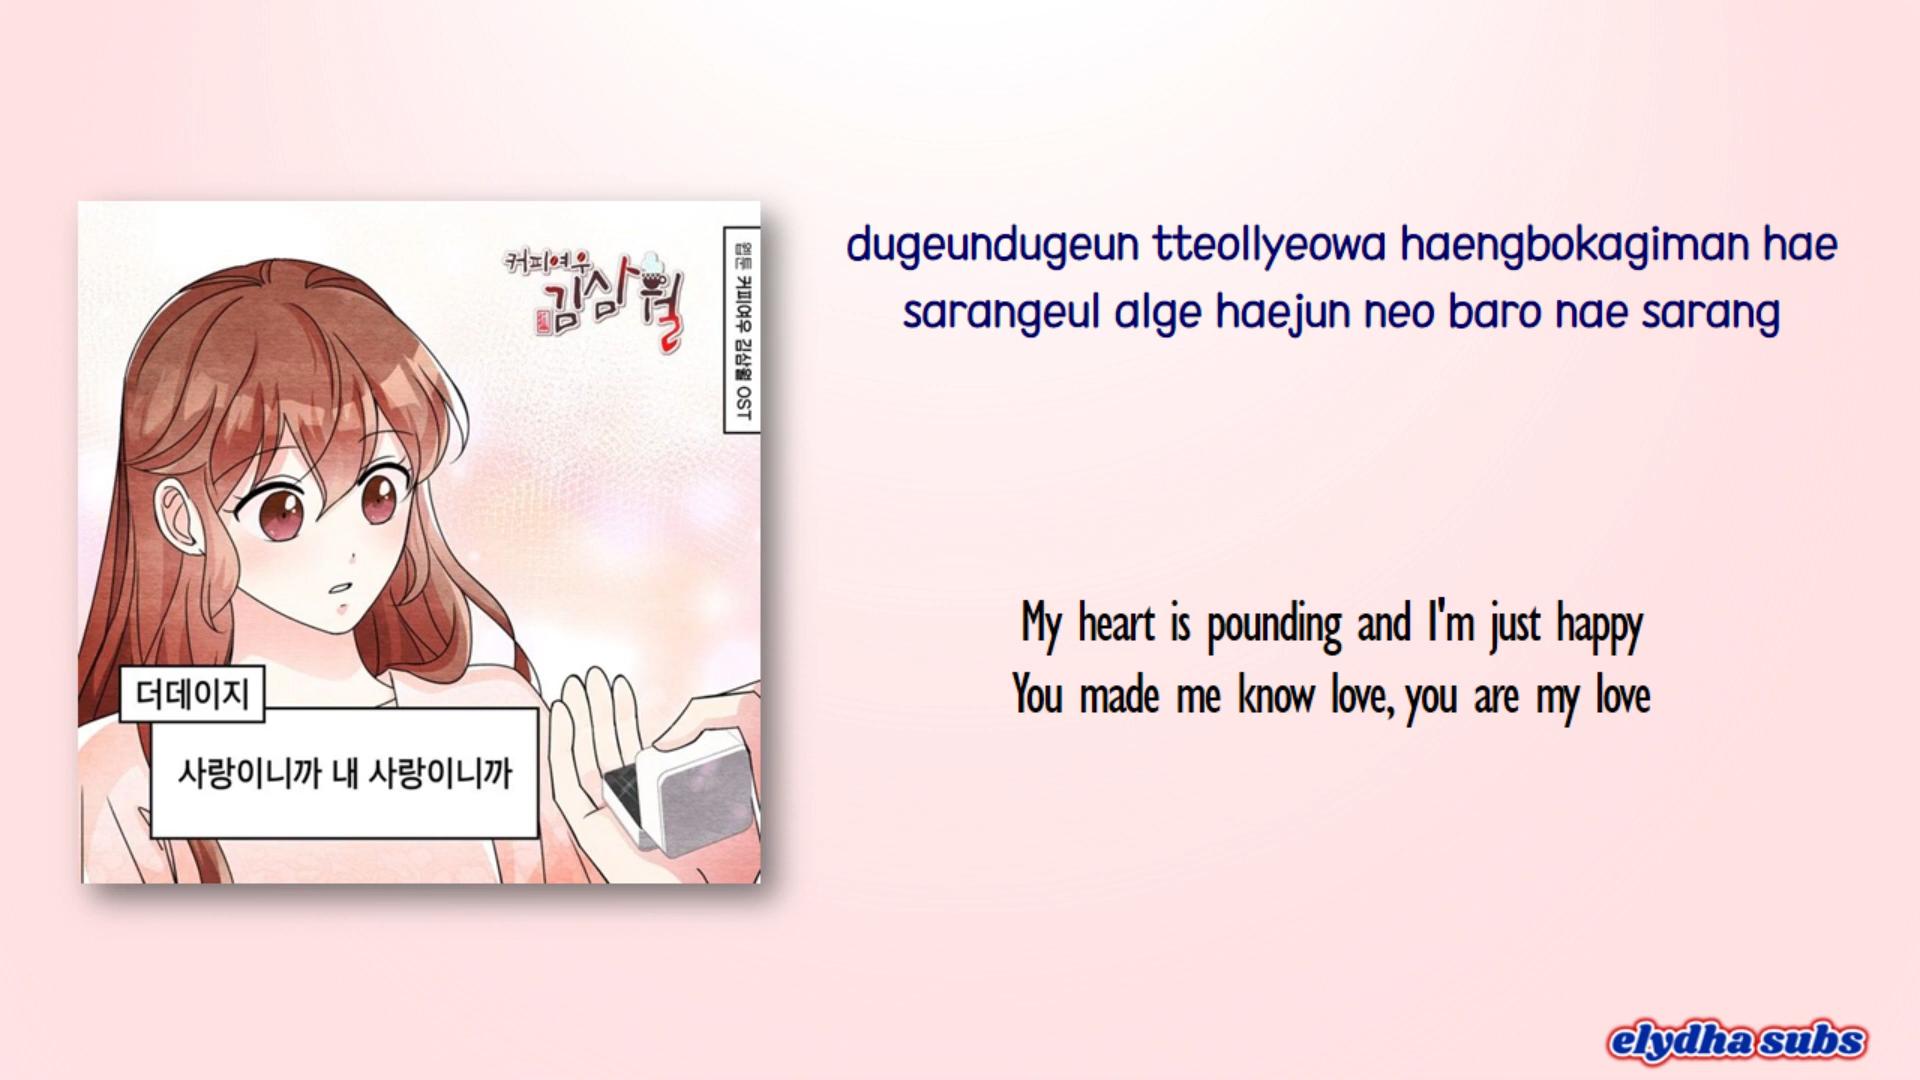 커피여우
김삼월
웹툰 커피여우 김삼월 OST
더데이지
사랑이니까 내 사랑이니까
dugeundugeun tteollyeowa haengbokagiman hae
sarangeul alge haejun neo baro nae sarang
My heart is pounding and I'm just happy
You made me know love, you are my love
elydha subs